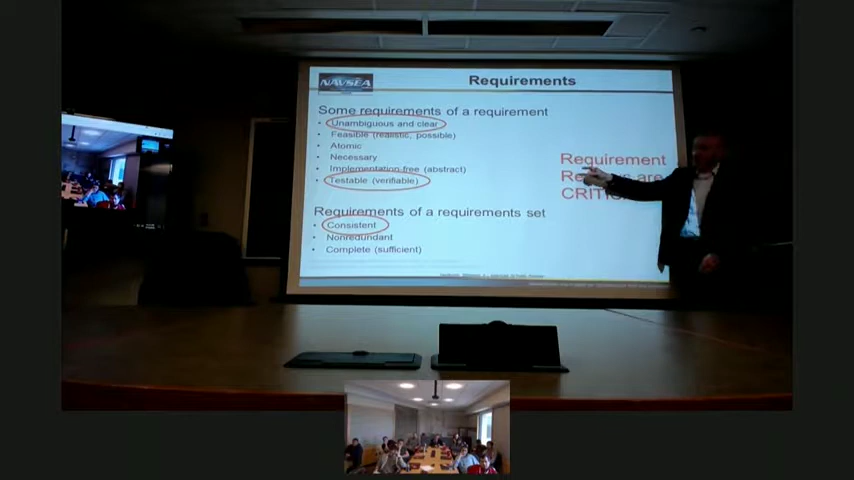 NAVSEA
Requirements
Some requirements of a requirement
• Unambiguous and clear
• Feasible (realistic, possible)
• Atomic
• Necessary
• Implementation-free (abstract)
• Testable (verifiable)
Requirement
are
Requirements of a requirements set
• Consistent
• Nonredundant
• Complete (sufficient)